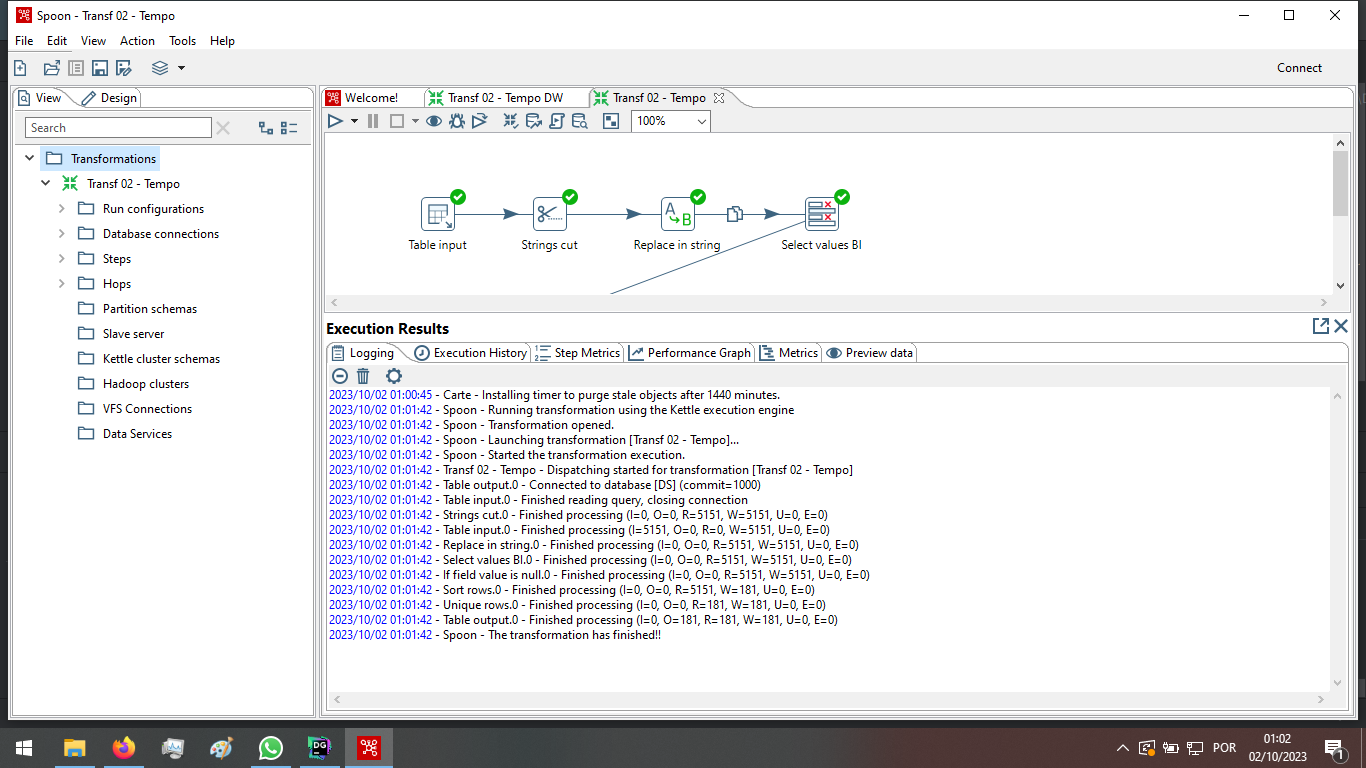 Spoon - Transf 02 - Tempo
File Edit View Action Tools Help
Connect
View Design
Search
Transformations
Transf 02 - Tempo
Run configurations
Database connections
Steps
Hops
Partition schemas
Slave server
Kettle cluster schemas
Hadoop clusters
VFS Connections
Data Services
Welcome! Transf 02 - Tempo DW Transf 02 - Tempo
100%
A B
Table input Strings cut Replace in string Select values BI
Execution Results
Logging Execution History Step Metrics Performance Graph Metrics Preview data
2023/10/02 01:00:45 - Carte - Installing timer to purge stale objects after 1440 minutes.
2023/10/02 01:01:42 - Spoon - Running transformation using the Kettle execution engine
2023/10/02 01:01:42 - Spoon - Transformation opened.
2023/10/02 01:01:42 - Spoon - Launching transformation [Transf 02 - Tempo]...
2023/10/02 01:01:42 - Spoon - Started the transformation execution.
2023/10/02 01:01:42 - Transf 02 - Tempo - Dispatching started for transformation [Transf 02 - Tempo]
2023/10/02 01:01:42 - Table output.0 - Connected to database [DS] (commit=1000)
2023/10/02 01:01:42 - Table input.0 - Finished reading query, closing connection
2023/10/02 01:01:42 - Strings cut.0 - Finished processing (I=0, O=0, R=5151, W=5151, U=0, E=0)
2023/10/02 01:01:42 - Table input.0 - Finished processing (I=5151, O=0, R=0, W=5151, U=0, E=0)
2023/10/02 01:01:42 - Replace in string.0 - Finished processing (I=0, O=0, R=5151, W=5151, U=0, E=0)
2023/10/02 01:01:42 - Select values BI.0 - Finished processing (I=0, O=0, R=5151, W=5151, U=0, E=0)
2023/10/02 01:01:42 - If field value is null.0 - Finished processing (I=0, O=0, R=5151, W=5151, U=0, E=0)
2023/10/02 01:01:42 - Sort rows.0 - Finished processing (I=0, O=0, R=5151, W=181, U=0, E=0)
2023/10/02 01:01:42 - Unique rows.0 - Finished processing (I=0, O=0, R=181, W=181, U=0, E=0)
2023/10/02 01:01:42 - Table output.0 - Finished processing (I=0, O=181, R=181, W=181, U=0, E=0)
2023/10/02 01:01:42 - Spoon - The transformation has finished!!
DG
POR
01:02
02/10/2023
1